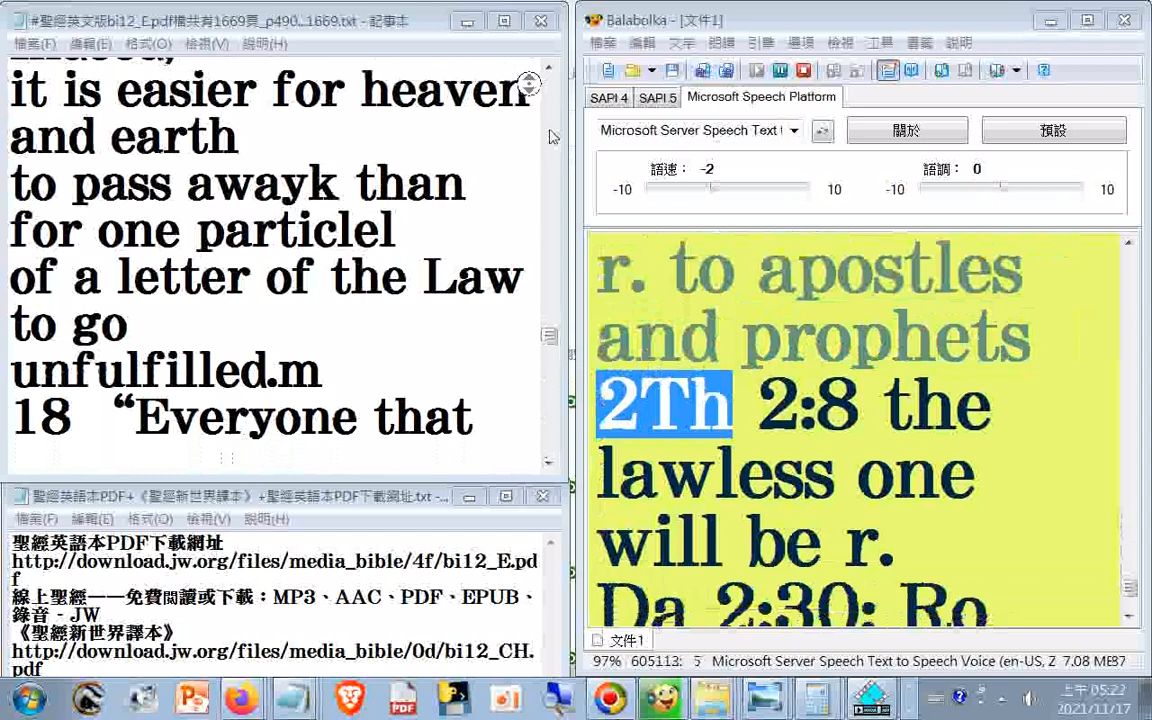 #聖經英文版bi12_E.pdf檔共有1669頁_p490...1669.txt - 記事本
檔案(F) 編輯(E) 格式(O) 檢視(V) 說明(H)
it is easier for heaven
and earth
to pass awayk than
for one particlel
of a letter of the Law
to go
unfulfilled.m
18 “Everyone that
聖經英語本PDF+《聖經新世界譯本》+聖經英語本PDF下載網址.txt -...
檔案(F) 編輯(E) 格式(O) 檢視(V) 說明(H)
聖經英語本PDF下載網址
http://download.jw.org/files/media_bible/4f/bi12_E.pd
f
線上聖經——免費閱讀或下載：MP3、AAC、PDF、EPUB、
錄音 - JW
《聖經新世界譯本》
http://download.jw.org/files/media_bible/0d/bi12_CH.
pdf
Balabolka - [文件1]
檔案 編輯 文字 朗讀 引擎 選項 檢視 工具 書籤 說明
SAPI 4 SAPI 5 Microsoft Speech Platform
Microsoft Server Speech Text 關於 預設
語速： -2 語調： 0
-10 10 -10 10
r. to apostles
and prophets
2Th 2:8 the
lawless one
will be r.
Da 2:30; Ro
文件1
97% 605113: 5 Microsoft Server Speech Text to Speech Voice (en-US, Z 7.08 MB
上午 05:22
2021/11/17